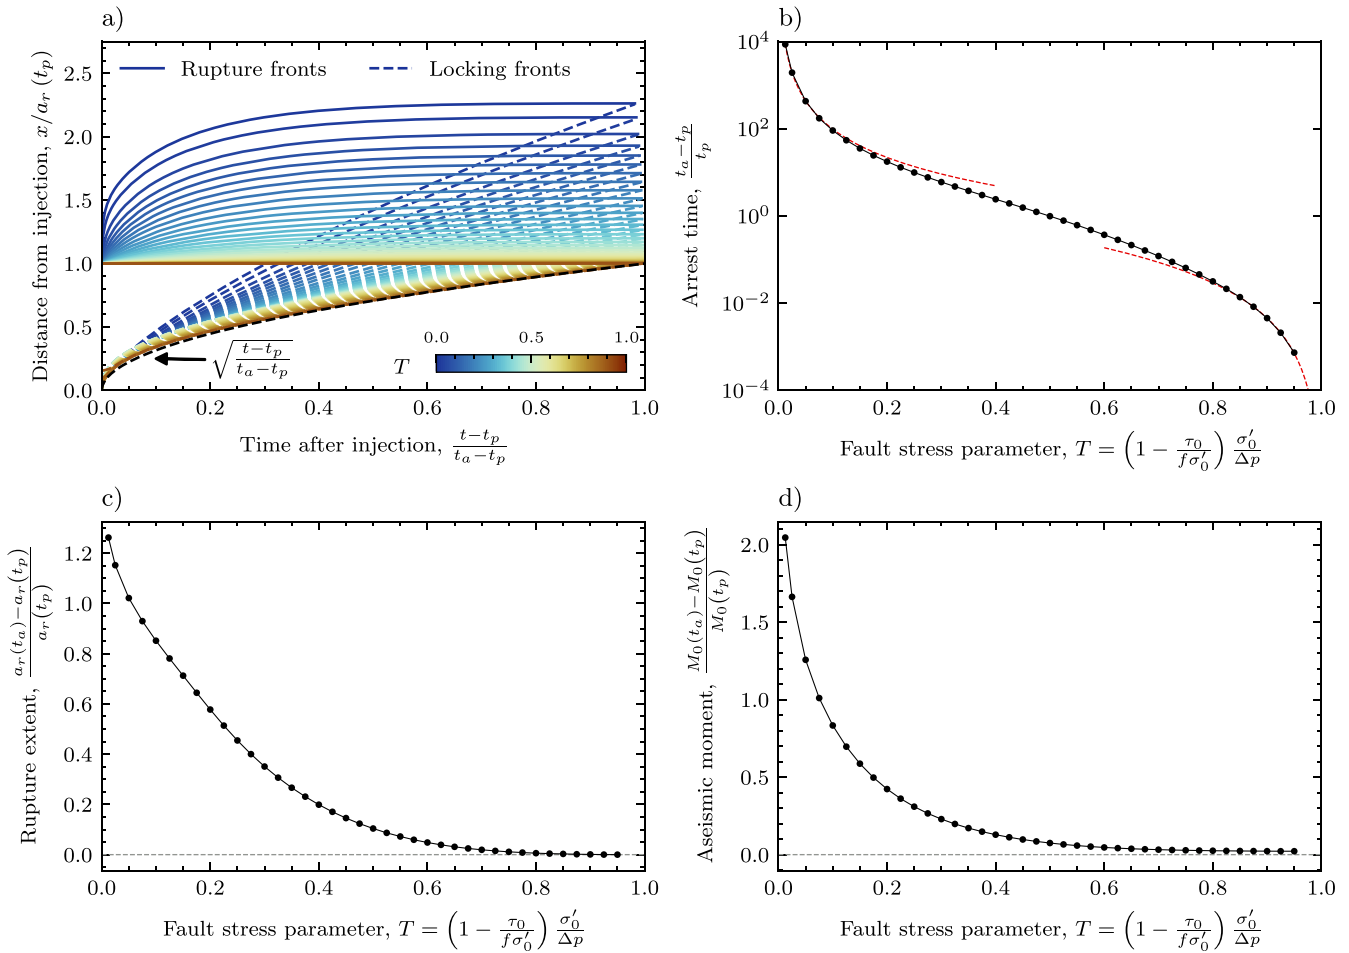 a)
Distance from injection, x/a_r (t_p)
2.5
2.0
1.5
1.0
0.5
0.0
Rupture fronts
Locking fronts
√((t−t_p)/(t_a−t_p))
T
0.0 0.5 1.0
0.0 0.2 0.4 0.6 0.8 1.0
Time after injection, (t−t_p)/(t_a−t_p)
b)
Arrest time, (t_a−t_p)/t_p
10^4
10^2
10^0
10^−2
10^−4
0.0 0.2 0.4 0.6 0.8 1.0
Fault stress parameter, T = (1 − τ_0/(fσ′_0)) σ′_0/Δp
c)
Rupture extent, (a_r(t_a)−a_r(t_p))/a_r(t_p)
1.2
1.0
0.8
0.6
0.4
0.2
0.0
0.0 0.2 0.4 0.6 0.8 1.0
Fault stress parameter, T = (1 − τ_0/(fσ′_0)) σ′_0/Δp
d)
Aseismic moment, (M_0(t_a)−M_0(t_p))/M_0(t_p)
2.0
1.5
1.0
0.5
0.0
0.0 0.2 0.4 0.6 0.8 1.0
Fault stress parameter, T = (1 − τ_0/(fσ′_0)) σ′_0/Δp